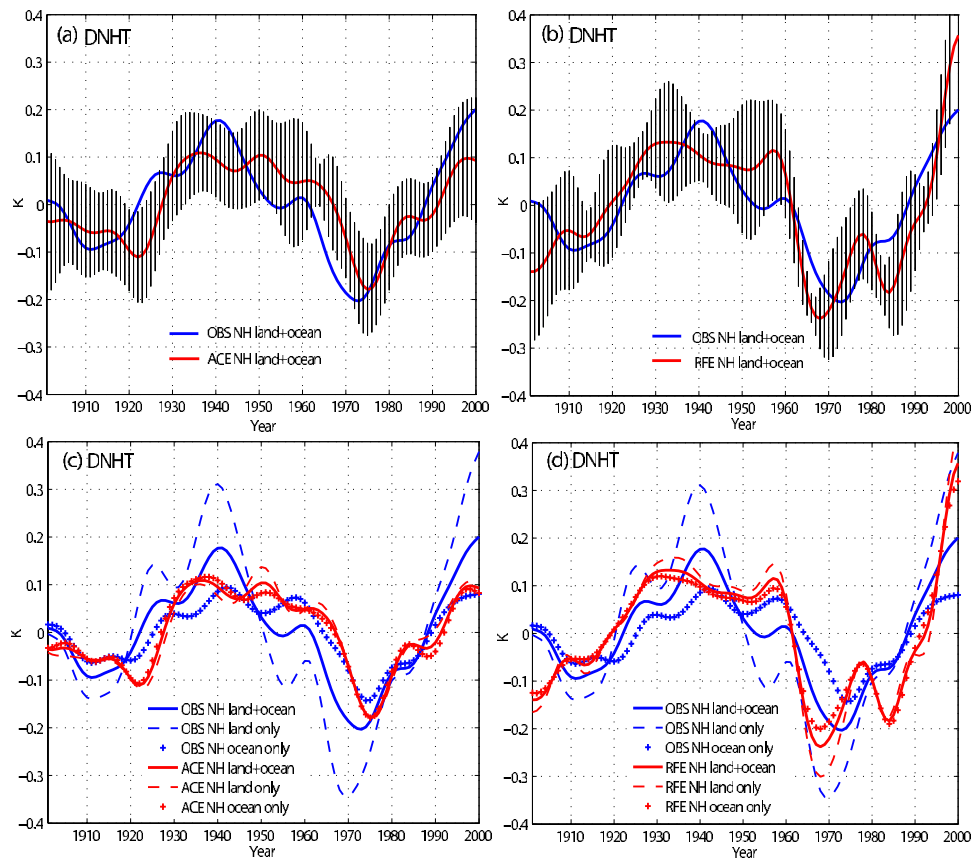 (a) DNHT
0.4
0.3
0.2
0.1
0
−0.1
−0.2
−0.3
−0.4
K
OBS NH land+ocean
ACE NH land+ocean
1910 1920 1930 1940 1950 1960 1970 1980 1990 2000
Year
(b) DNHT
0.4
0.3
0.2
0.1
0
−0.1
−0.2
−0.3
−0.4
K
OBS NH land+ocean
RFE NH land+ocean
1910 1920 1930 1940 1950 1960 1970 1980 1990 2000
Year
(c) DNHT
0.4
0.3
0.2
0.1
0
−0.1
−0.2
−0.3
−0.4
K
OBS NH land+ocean
OBS NH land only
OBS NH ocean only
ACE NH land+ocean
ACE NH land only
ACE NH ocean only
1910 1920 1930 1940 1950 1960 1970 1980 1990 2000
Year
(d) DNHT
0.4
0.3
0.2
0.1
0
−0.1
−0.2
−0.3
−0.4
K
OBS NH land+ocean
OBS NH land only
OBS NH ocean only
RFE NH land+ocean
RFE NH land only
RFE NH ocean only
1910 1920 1930 1940 1950 1960 1970 1980 1990 2000
Year